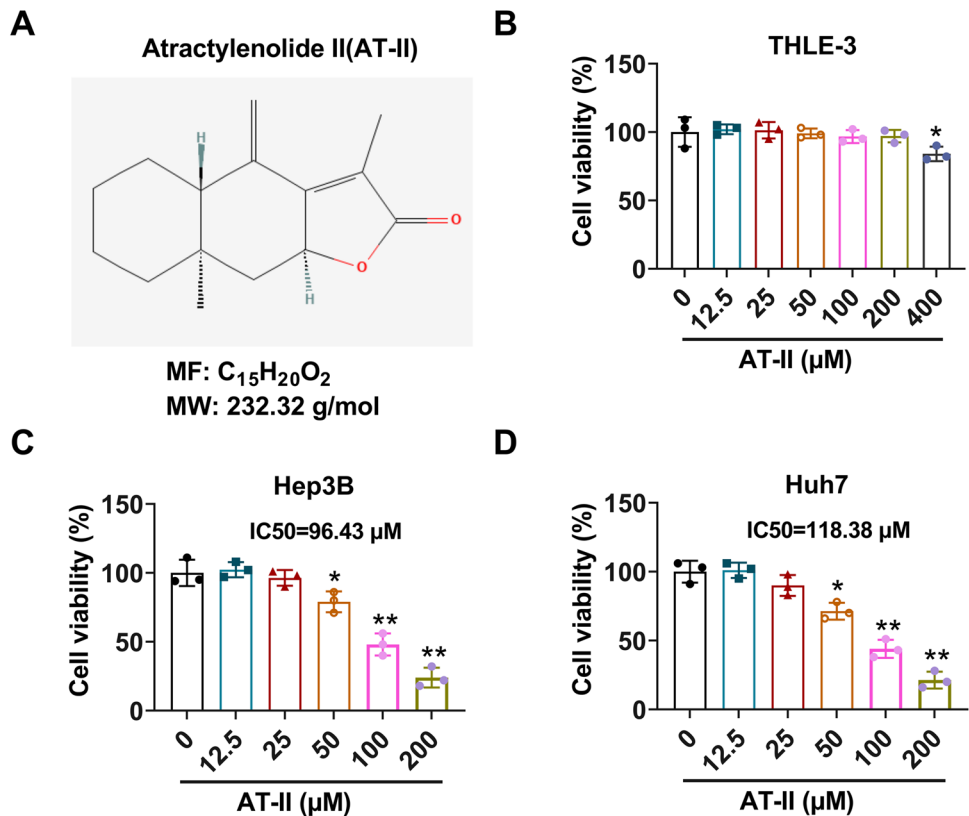 A
Atractylenolide II(AT-II)
H
O
O
H
MF: C₁₅H₂₀O₂
MW: 232.32 g/mol
B
THLE-3
Cell viability (%)
150
100
50
0
*
0 12.5 25 50 100 200 400
AT-II (μM)
C
Hep3B
IC50=96.43 μM
Cell viability (%)
150
100
50
0
* ** **
0 12.5 25 50 100 200
AT-II (μM)
D
Huh7
IC50=118.38 μM
Cell viability (%)
150
100
50
0
* ** **
0 12.5 25 50 100 200
AT-II (μM)